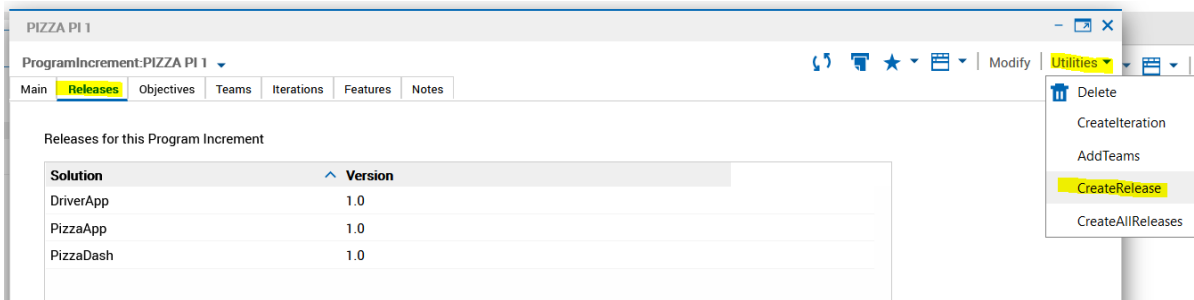 PIZZA PI 1
ProgramIncrement:PIZZA PI 1
Modify Utilities
Main Releases Objectives Teams Iterations Features Notes
Delete
CreateIteration
AddTeams
CreateRelease
CreateAllReleases
Releases for this Program Increment
Solution Version
DriverApp 1.0
PizzaApp 1.0
PizzaDash 1.0